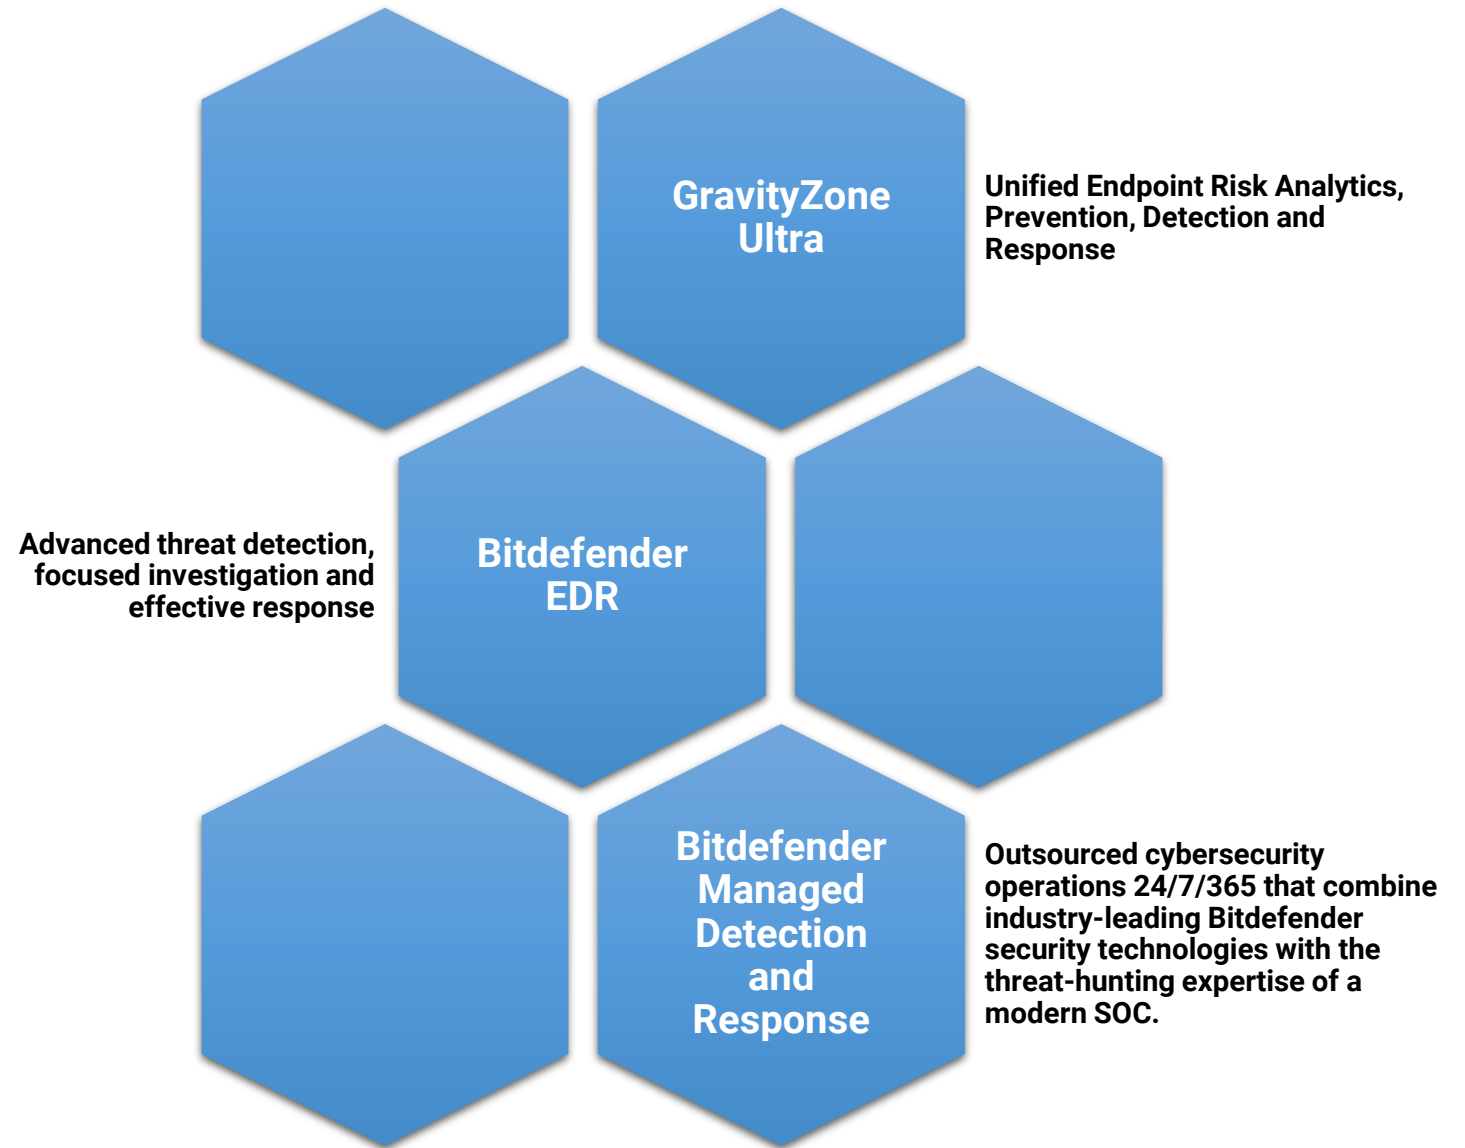 GravityZone
Ultra
Unified Endpoint Risk Analytics,
Prevention, Detection and
Response
Advanced threat detection,
focused investigation and
effective response
Bitdefender
EDR
Bitdefender
Managed
Detection
and
Response
Outsourced cybersecurity
operations 24/7/365 that combine
industry-leading Bitdefender
security technologies with the
threat-hunting expertise of a
modern SOC.